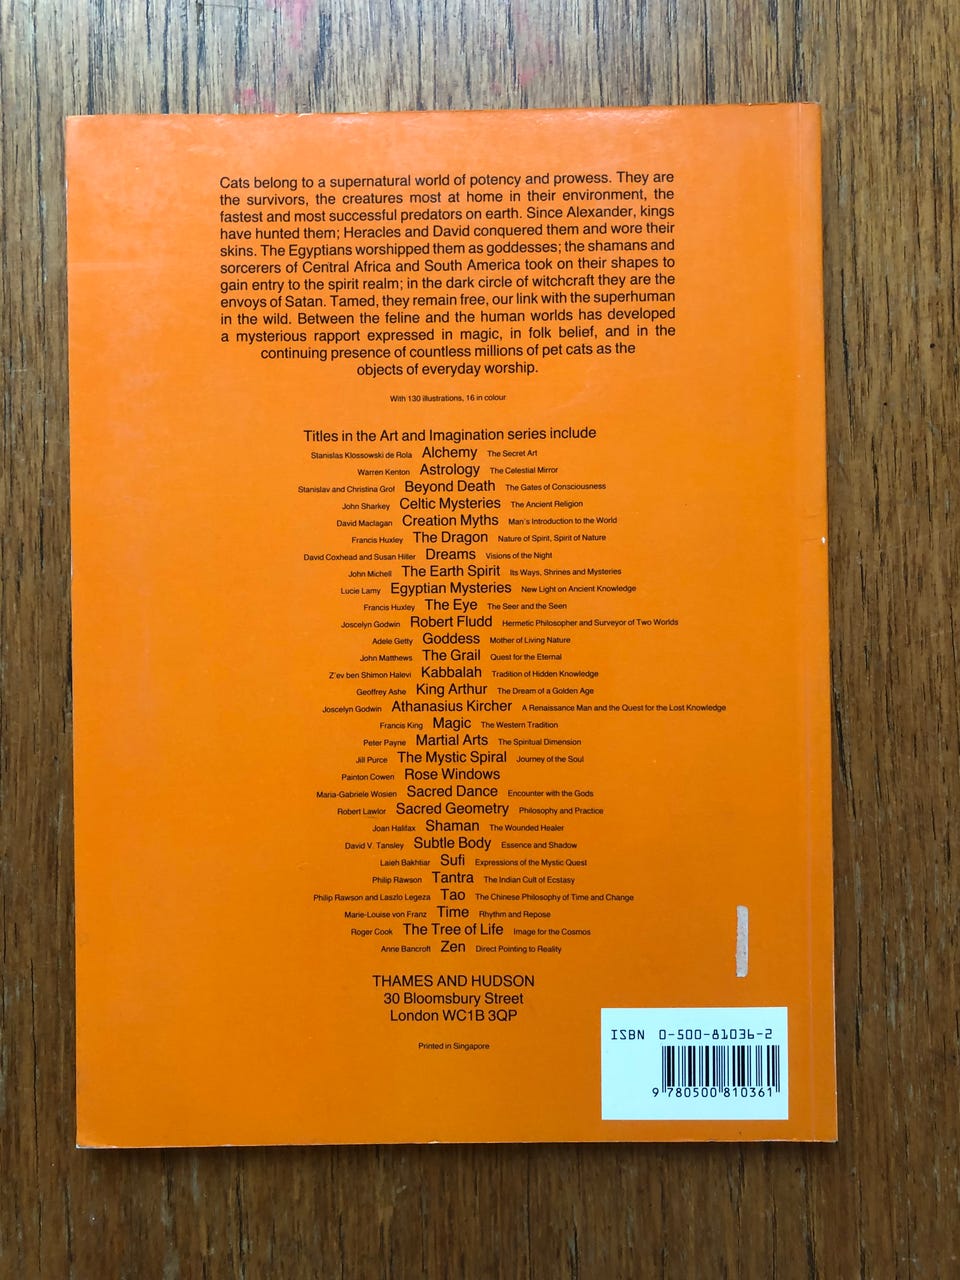 Cats belong to a supernatural world of potency and prowess. They are
the survivors, the creatures most at home in their environment, the
fastest and most successful predators on earth. Since Alexander, kings
have hunted them; Heracles and David conquered them and wore their
skins. The Egyptians worshipped them as goddesses; the shamans and
sorcerers of Central Africa and South America took on their shapes to
gain entry to the spirit realm; in the dark circle of witchcraft they are the
envoys of Satan. Tamed, they remain free, our link with the superhuman
in the wild. Between the feline and the human worlds has developed
a mysterious rapport expressed in magic, in folk belief, and in the
continuing presence of countless millions of pet cats as the
objects of everyday worship.
With 130 illustrations, 16 in colour
Titles in the Art and Imagination series include
Stanislas Klossowski de Rola Alchemy The Secret Art
Warren Kenton Astrology The Celestial Mirror
Stanislav and Christina Grof Beyond Death The Gates of Consciousness
John Sharkey Celtic Mysteries The Ancient Religion
David Maclagan Creation Myths Man's Introduction to the World
Francis Huxley The Dragon Nature of Spirit, Spirit of Nature
David Coxhead and Susan Hiller Dreams Visions of the Night
John Michell The Earth Spirit Its Ways, Shrines and Mysteries
Lucie Lamy Egyptian Mysteries New Light on Ancient Knowledge
Francis Huxley The Eye The Seer and the Seen
Joscelyn Godwin Robert Fludd Hermetic Philosopher and Surveyor of Two Worlds
Adele Getty Goddess Mother of Living Nature
John Matthews The Grail Quest for the Eternal
Z'ev ben Shimon Halevi Kabbalah Tradition of Hidden Knowledge
Geoffrey Ashe King Arthur The Dream of a Golden Age
Joscelyn Godwin Athanasius Kircher A Renaissance Man and the Quest for the Lost Knowledge
Francis King Magic The Western Tradition
Peter Payne Martial Arts The Spiritual Dimension
Jill Purce The Mystic Spiral Journey of the Soul
Painton Cowen Rose Windows
Maria-Gabriele Wosien Sacred Dance Encounter with the Gods
Robert Lawlor Sacred Geometry Philosophy and Practice
Joan Halifax Shaman The Wounded Healer
David V. Tansley Subtle Body Essence and Shadow
Laleh Bakhtiar Sufi Expressions of the Mystic Quest
Philip Rawson Tantra The Indian Cult of Ecstasy
Philip Rawson and Laszlo Legeza Tao The Chinese Philosophy of Time and Change
Marie-Louise von Franz Time Rhythm and Repose
Roger Cook The Tree of Life Image for the Cosmos
Anne Bancroft Zen Direct Pointing to Reality
THAMES AND HUDSON
30 Bloomsbury Street
London WC1B 3QP
Printed in Singapore
ISBN 0-500-81036-2
9 780500 810361